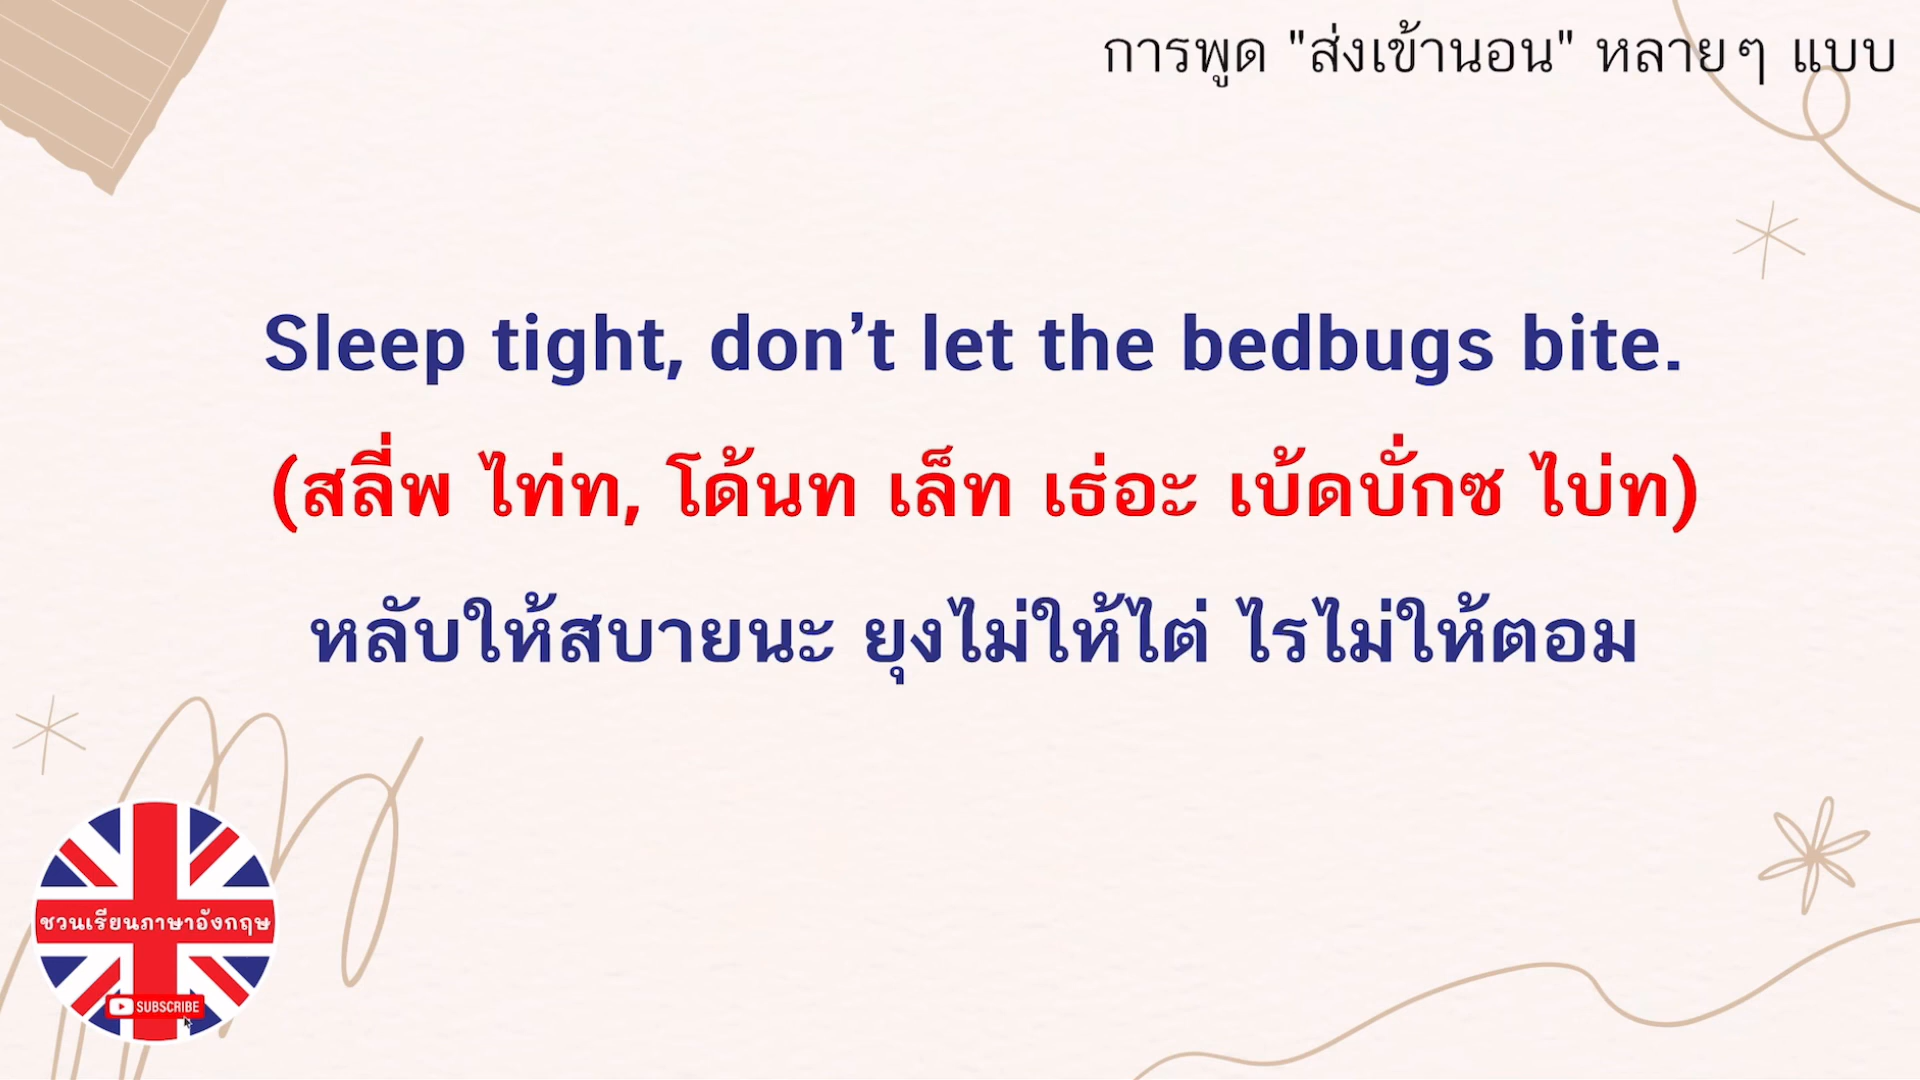 การพูด "ส่งเข้านอน" หลายๆ แบบ
Sleep tight, don’t let the bedbugs bite.
(สลี่พ ไท่ท, โด้นท เล็ท เธ่อะ เบ้ดบั่กซ ไบ่ท)
หลับให้สบายนะ ยุงไม่ให้ไต่ ไรไม่ให้ตอม
ชวนเรียนภาษาอังกฤษ
SUBSCRIBE